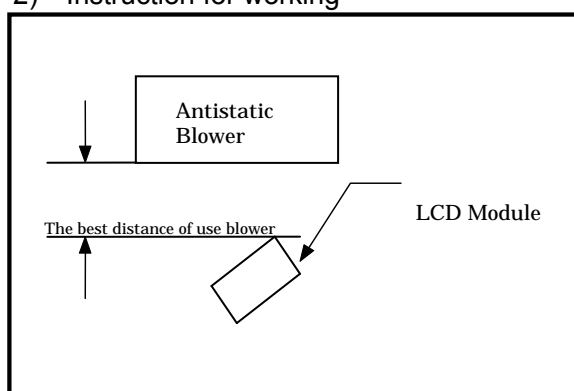 2) Instruction for working
Antistatic
Blower
The best distance of use blower
LCD Module